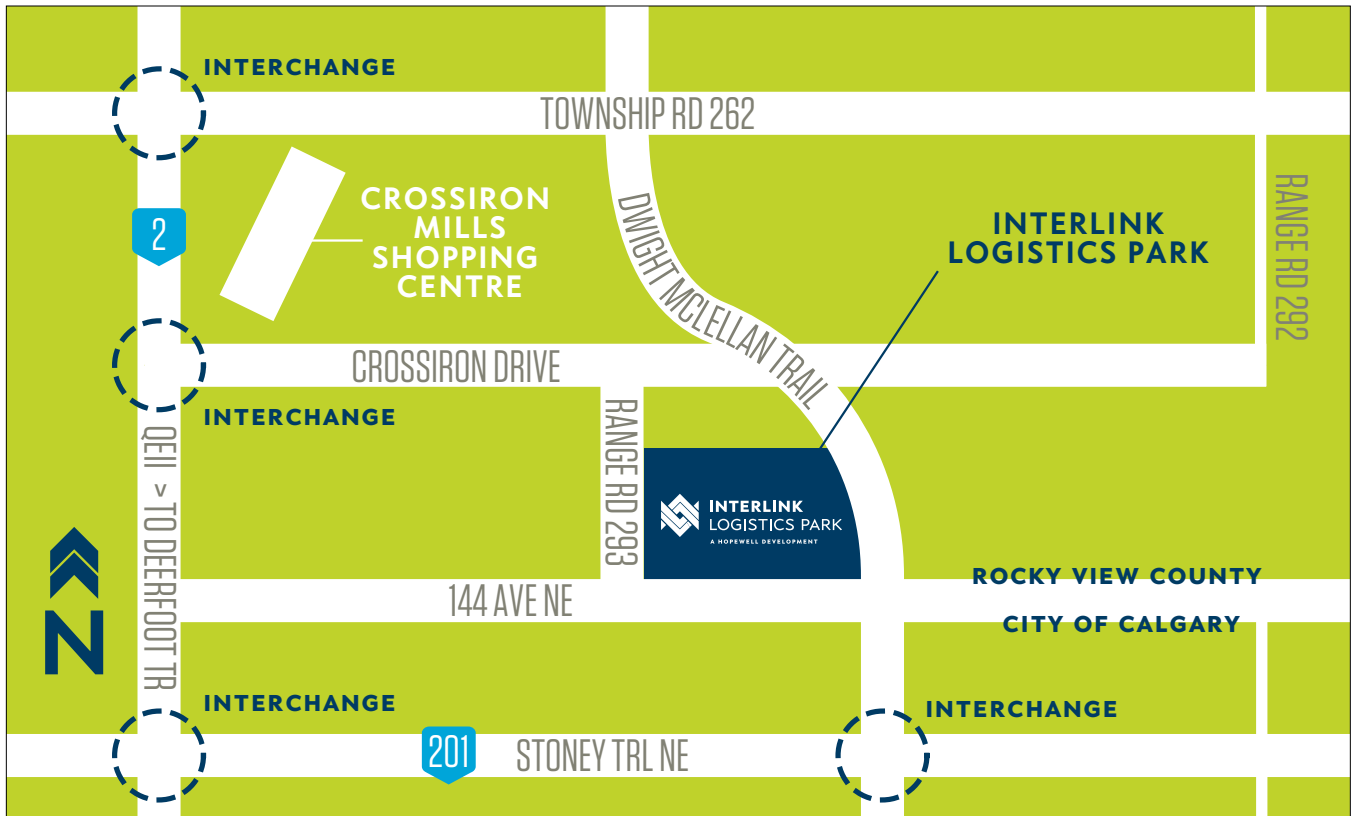 INTERCHANGE
TOWNSHIP RD 262
CROSSIRON
MILLS
SHOPPING
CENTRE
2
DWIGHT MCLELLAN TRAIL
INTERLINK
LOGISTICS PARK
RANGE RD 292
CROSSIRON DRIVE
INTERCHANGE
QEII > TO DEERFOOT TR
RANGE RD 293
INTERLINK
LOGISTICS PARK
A HOPEWELL DEVELOPMENT
N
144 AVE NE
ROCKY VIEW COUNTY
CITY OF CALGARY
INTERCHANGE
INTERCHANGE
201
STONEY TRL NE